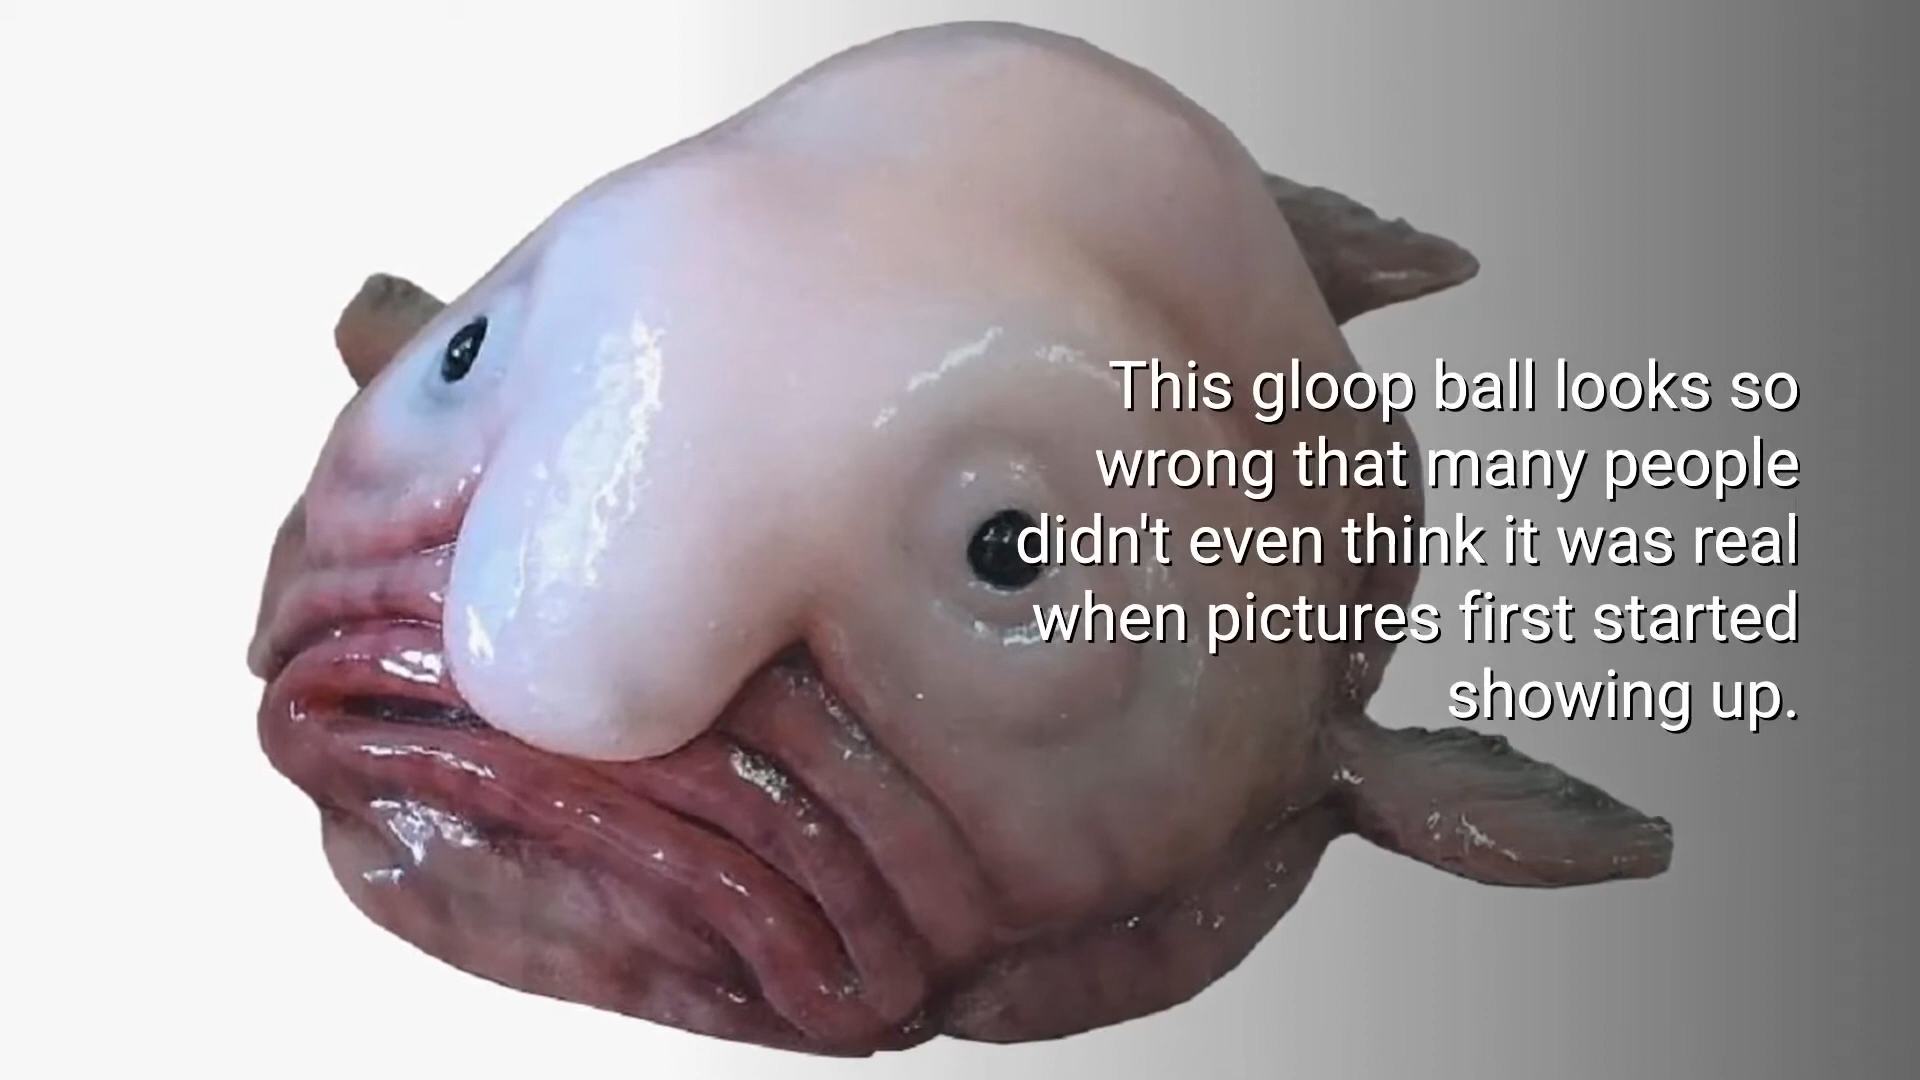 This gloop ball looks so
wrong that many people
didn't even think it was real
when pictures first started
showing up.